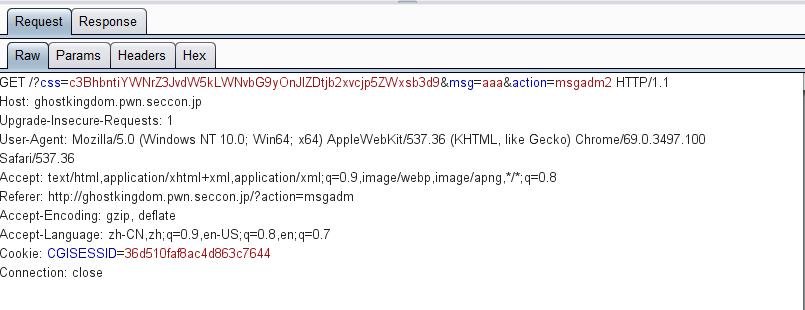 Request Response
Raw Params Headers Hex
GET /?css=c3BhbntiYWNrZ3JvdW5kLWNvbG9yOnJlZDtjb2xvcjp5ZWxsb3d9&msg=aaa&action=msgadm2 HTTP/1.1
Host: ghostkingdom.pwn.seccon.jp
Upgrade-Insecure-Requests: 1
User-Agent: Mozilla/5.0 (Windows NT 10.0; Win64; x64) AppleWebKit/537.36 (KHTML, like Gecko) Chrome/69.0.3497.100
Safari/537.36
Accept: text/html,application/xhtml+xml,application/xml;q=0.9,image/webp,image/apng,*/*;q=0.8
Referer: http://ghostkingdom.pwn.seccon.jp/?action=msgadm
Accept-Encoding: gzip, deflate
Accept-Language: zh-CN,zh;q=0.9,en-US;q=0.8,en;q=0.7
Cookie: CGISESSID=36d510faf8ac4d863c7644
Connection: close